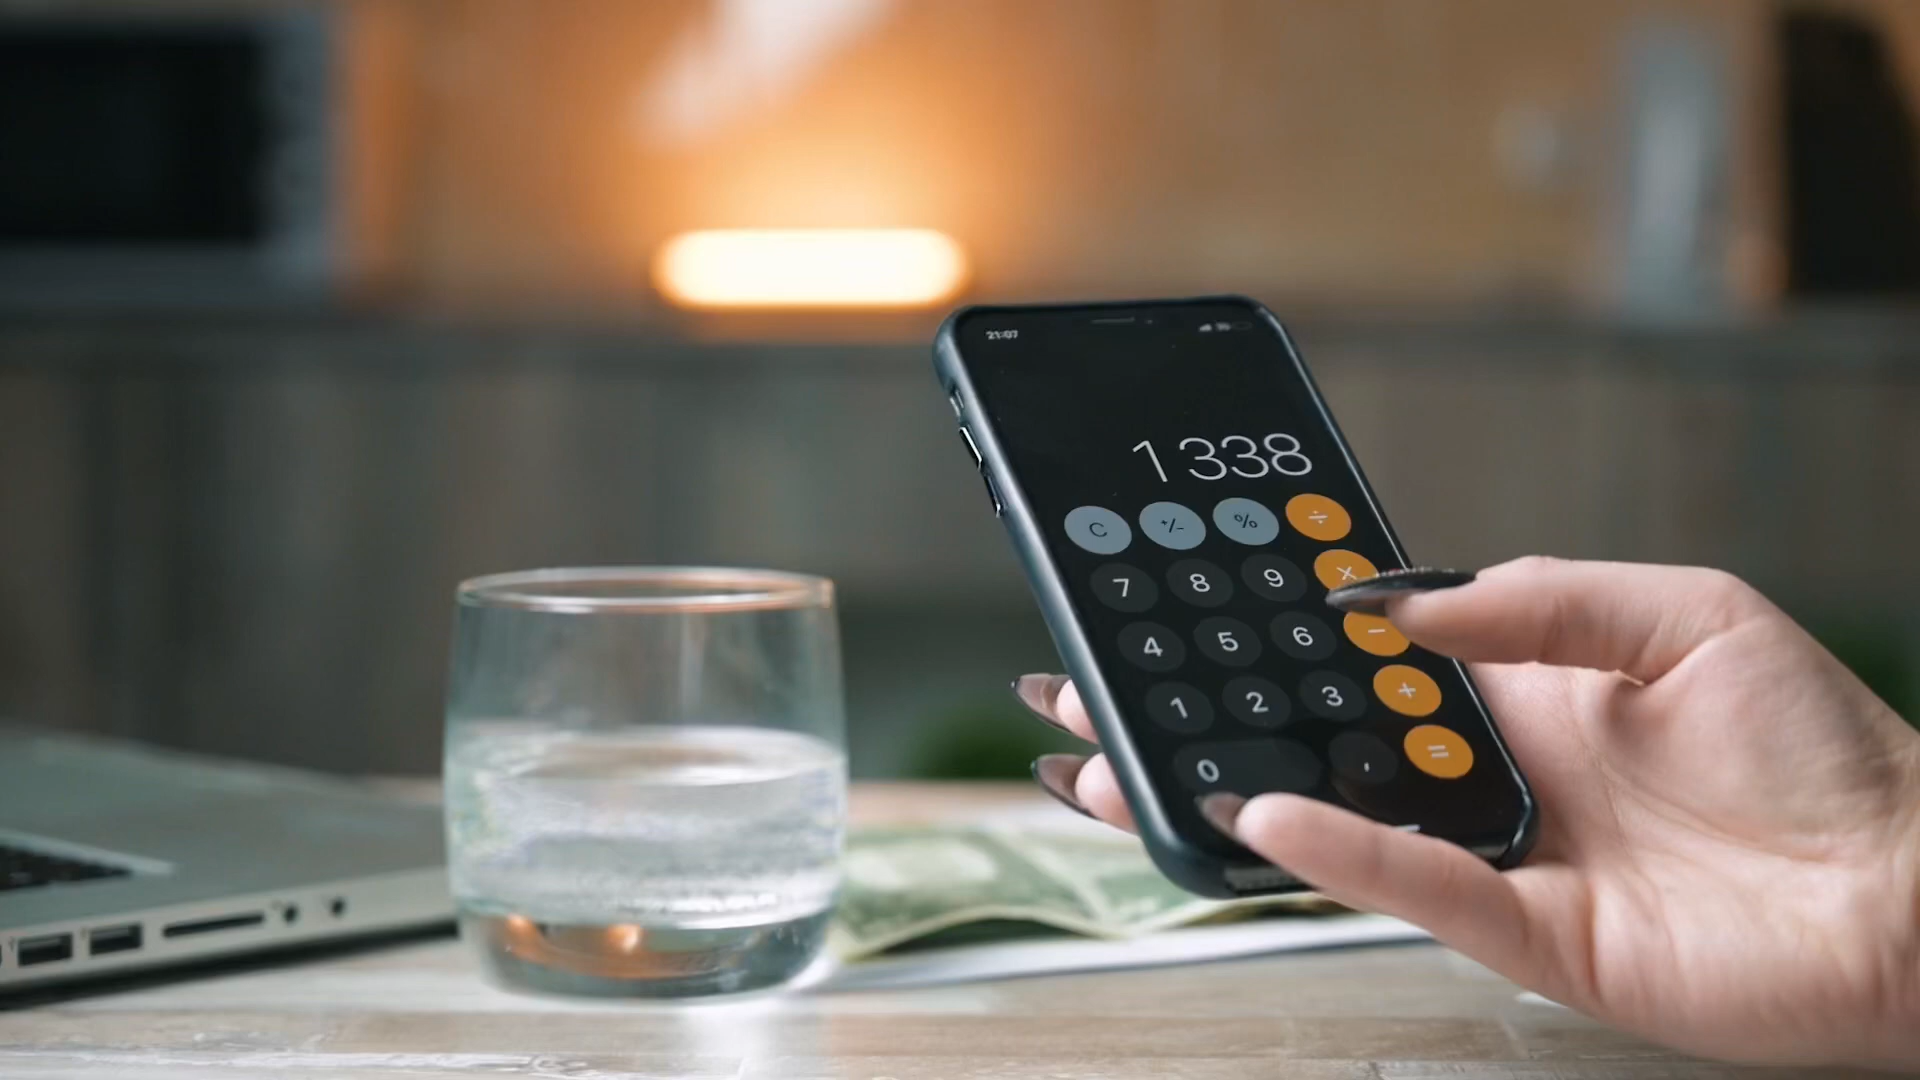 21:07
1 338
C +/- % ÷
7 8 9 ×
4 5 6 −
1 2 3 +
0 , =